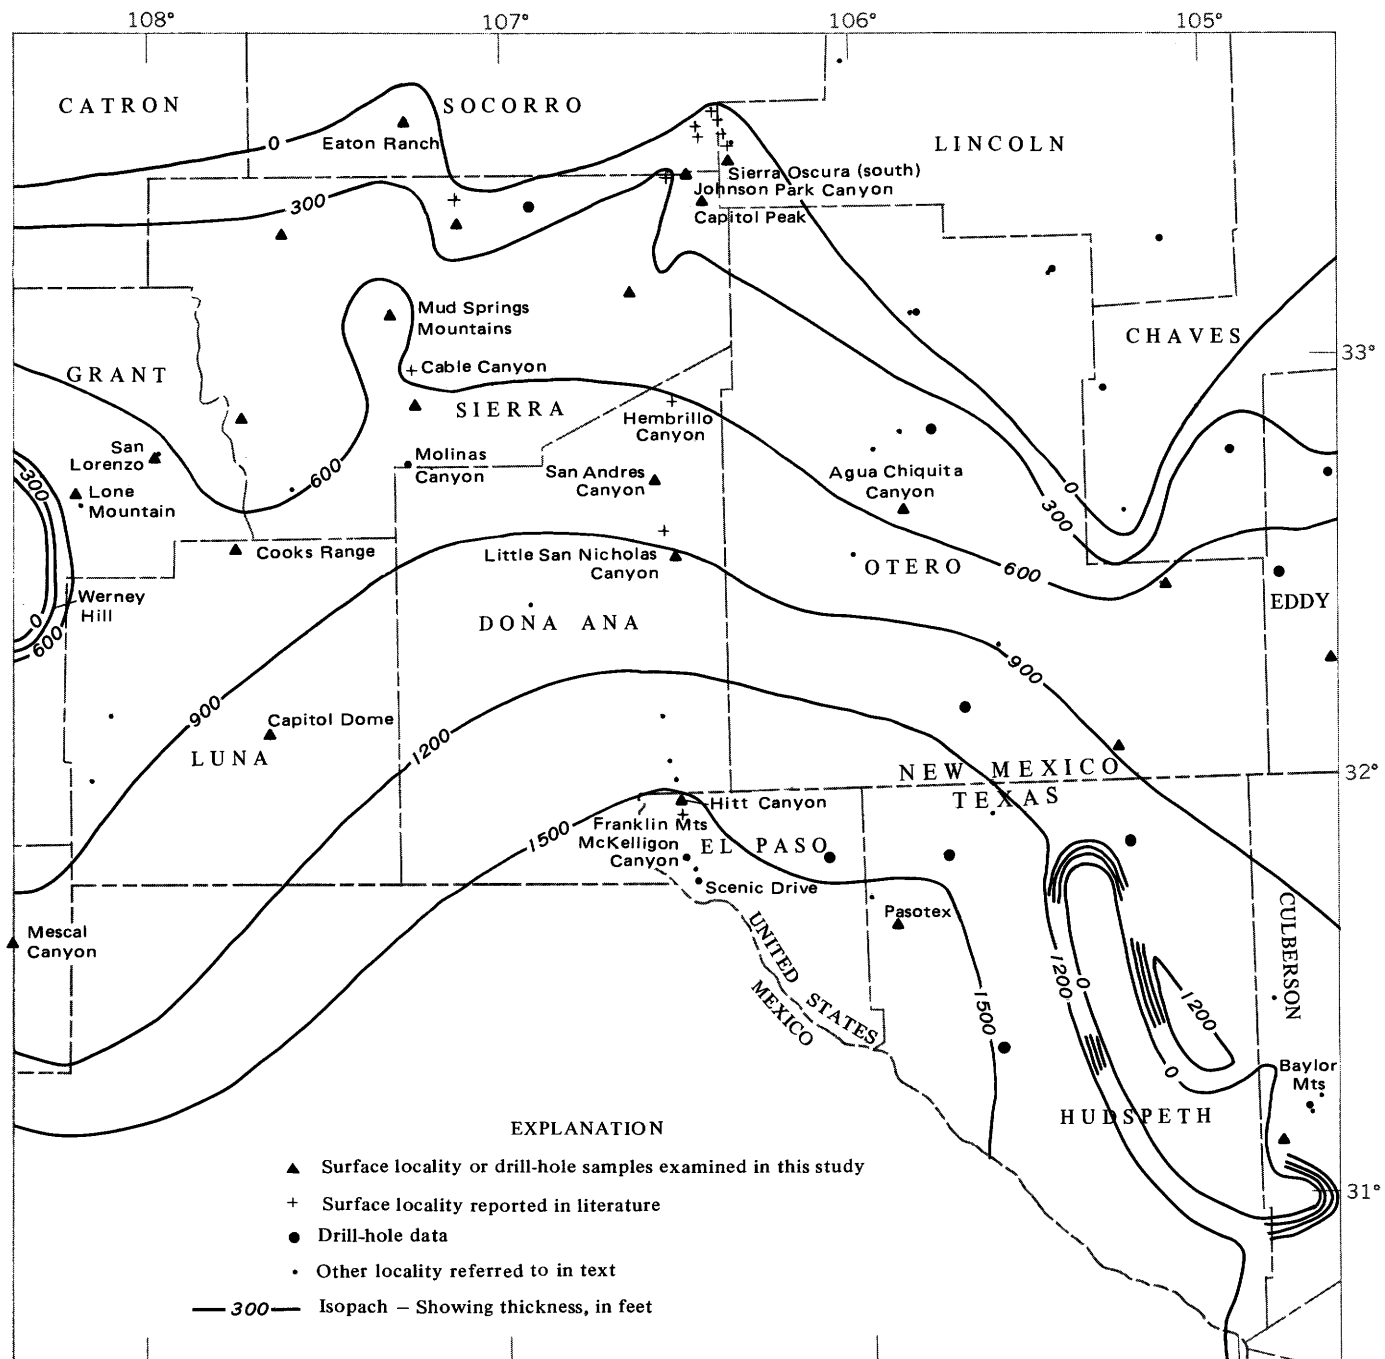 108° 107° 106° 105°
CATRON SOCORRO
LINCOLN
0
Eaton Ranch
Sierra Oscura (south)
Johnson Park Canyon
Capitol Peak
300
Mud Springs
Mountains
CHAVES
33°
Cable Canyon
GRANT
SIERRA
Hembrillo
Canyon
San
Lorenzo
Molinas
Canyon
600
San Andres
Canyon
Agua Chiquita
Canyon
300
Lone
Mountain
0
300
Cooks Range
Little San Nicholas
Canyon
OTERO
600
Werney
Hill
EDDY
0
600
DONA ANA
900
900
Capitol Dome
LUNA
1200
NEW MEXICO
TEXAS
32°
Hitt Canyon
1500
Franklin Mts
McKelligon
Canyon
EL PASO
Scenic Drive
Pasotex
CULBERSON
Mescal
Canyon
UNITED STATES
MEXICO
1200
0
1200
1500
0
Baylor
Mts
HUDSPETH
31°
EXPLANATION
Surface locality or drill-hole samples examined in this study
Surface locality reported in literature
Drill-hole data
Other locality referred to in text
300 Isopach — Showing thickness, in feet